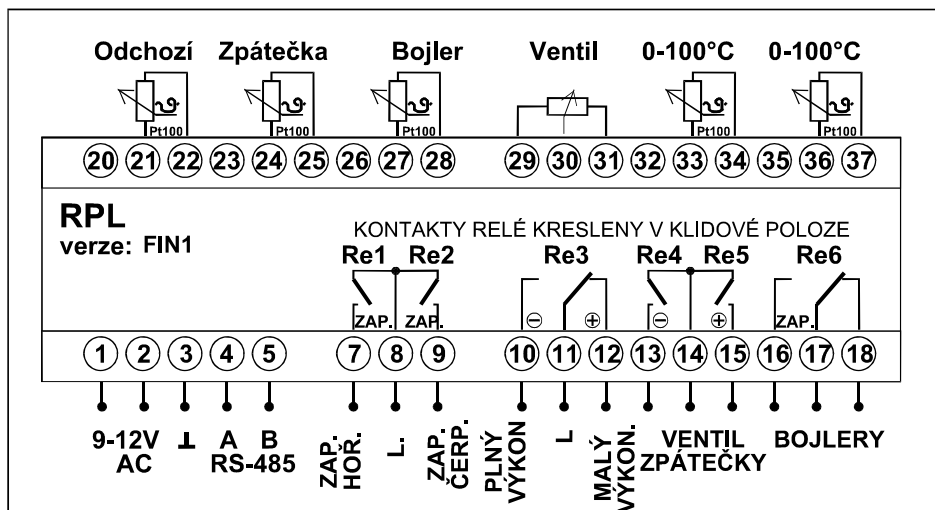 Odchozí Zpátečka Bojler Ventil 0-100°C 0-100°C
Pt100 Pt100 Pt100 Pt100 Pt100
20 21 22 23 24 25 26 27 28 29 30 31 32 33 34 35 36 37
RPL
verze: FIN1
KONTAKTY RELÉ KRESLENY V KLIDOVÉ POLOZE
Re1 Re2 Re3 Re4 Re5 Re6
ZAP. ZAP. ⊖ ⊕ ⊖ ⊕ ZAP.
1 2 3 4 5 7 8 9 10 11 12 13 14 15 16 17 18
9-12V
AC
A B
RS-485
ZAP.
HOŘ.
L.
ZAP.
ČERP.
PLNÝ
VÝKON
L
MALÝ
VÝKON.
VENTIL
ZPÁTEČKY
BOJLERY